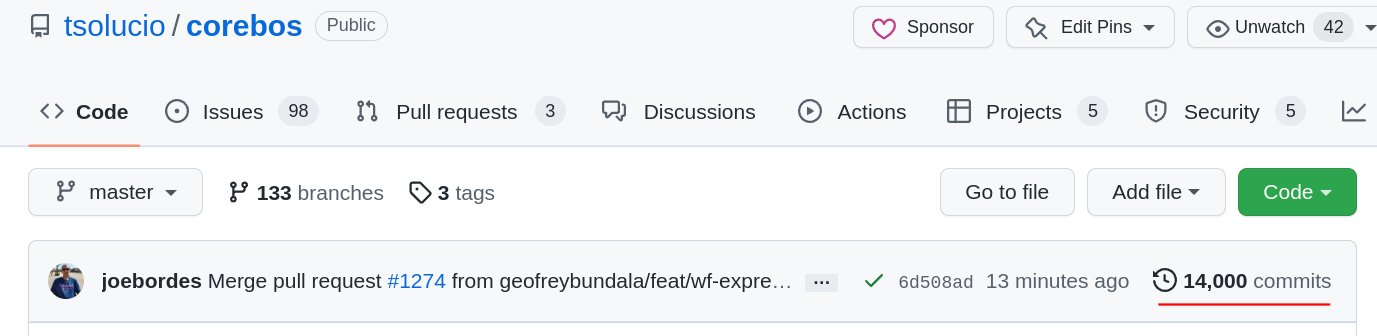 tsolucio / corebos Public Sponsor Edit Pins Unwatch 42
Code Issues 98 Pull requests 3 Discussions Actions Projects 5 Security 5
master 133 branches 3 tags Go to file Add file Code
joebordes Merge pull request #1274 from geofreybundala/feat/wf-expre… ... 6d508ad 13 minutes ago 14,000 commits